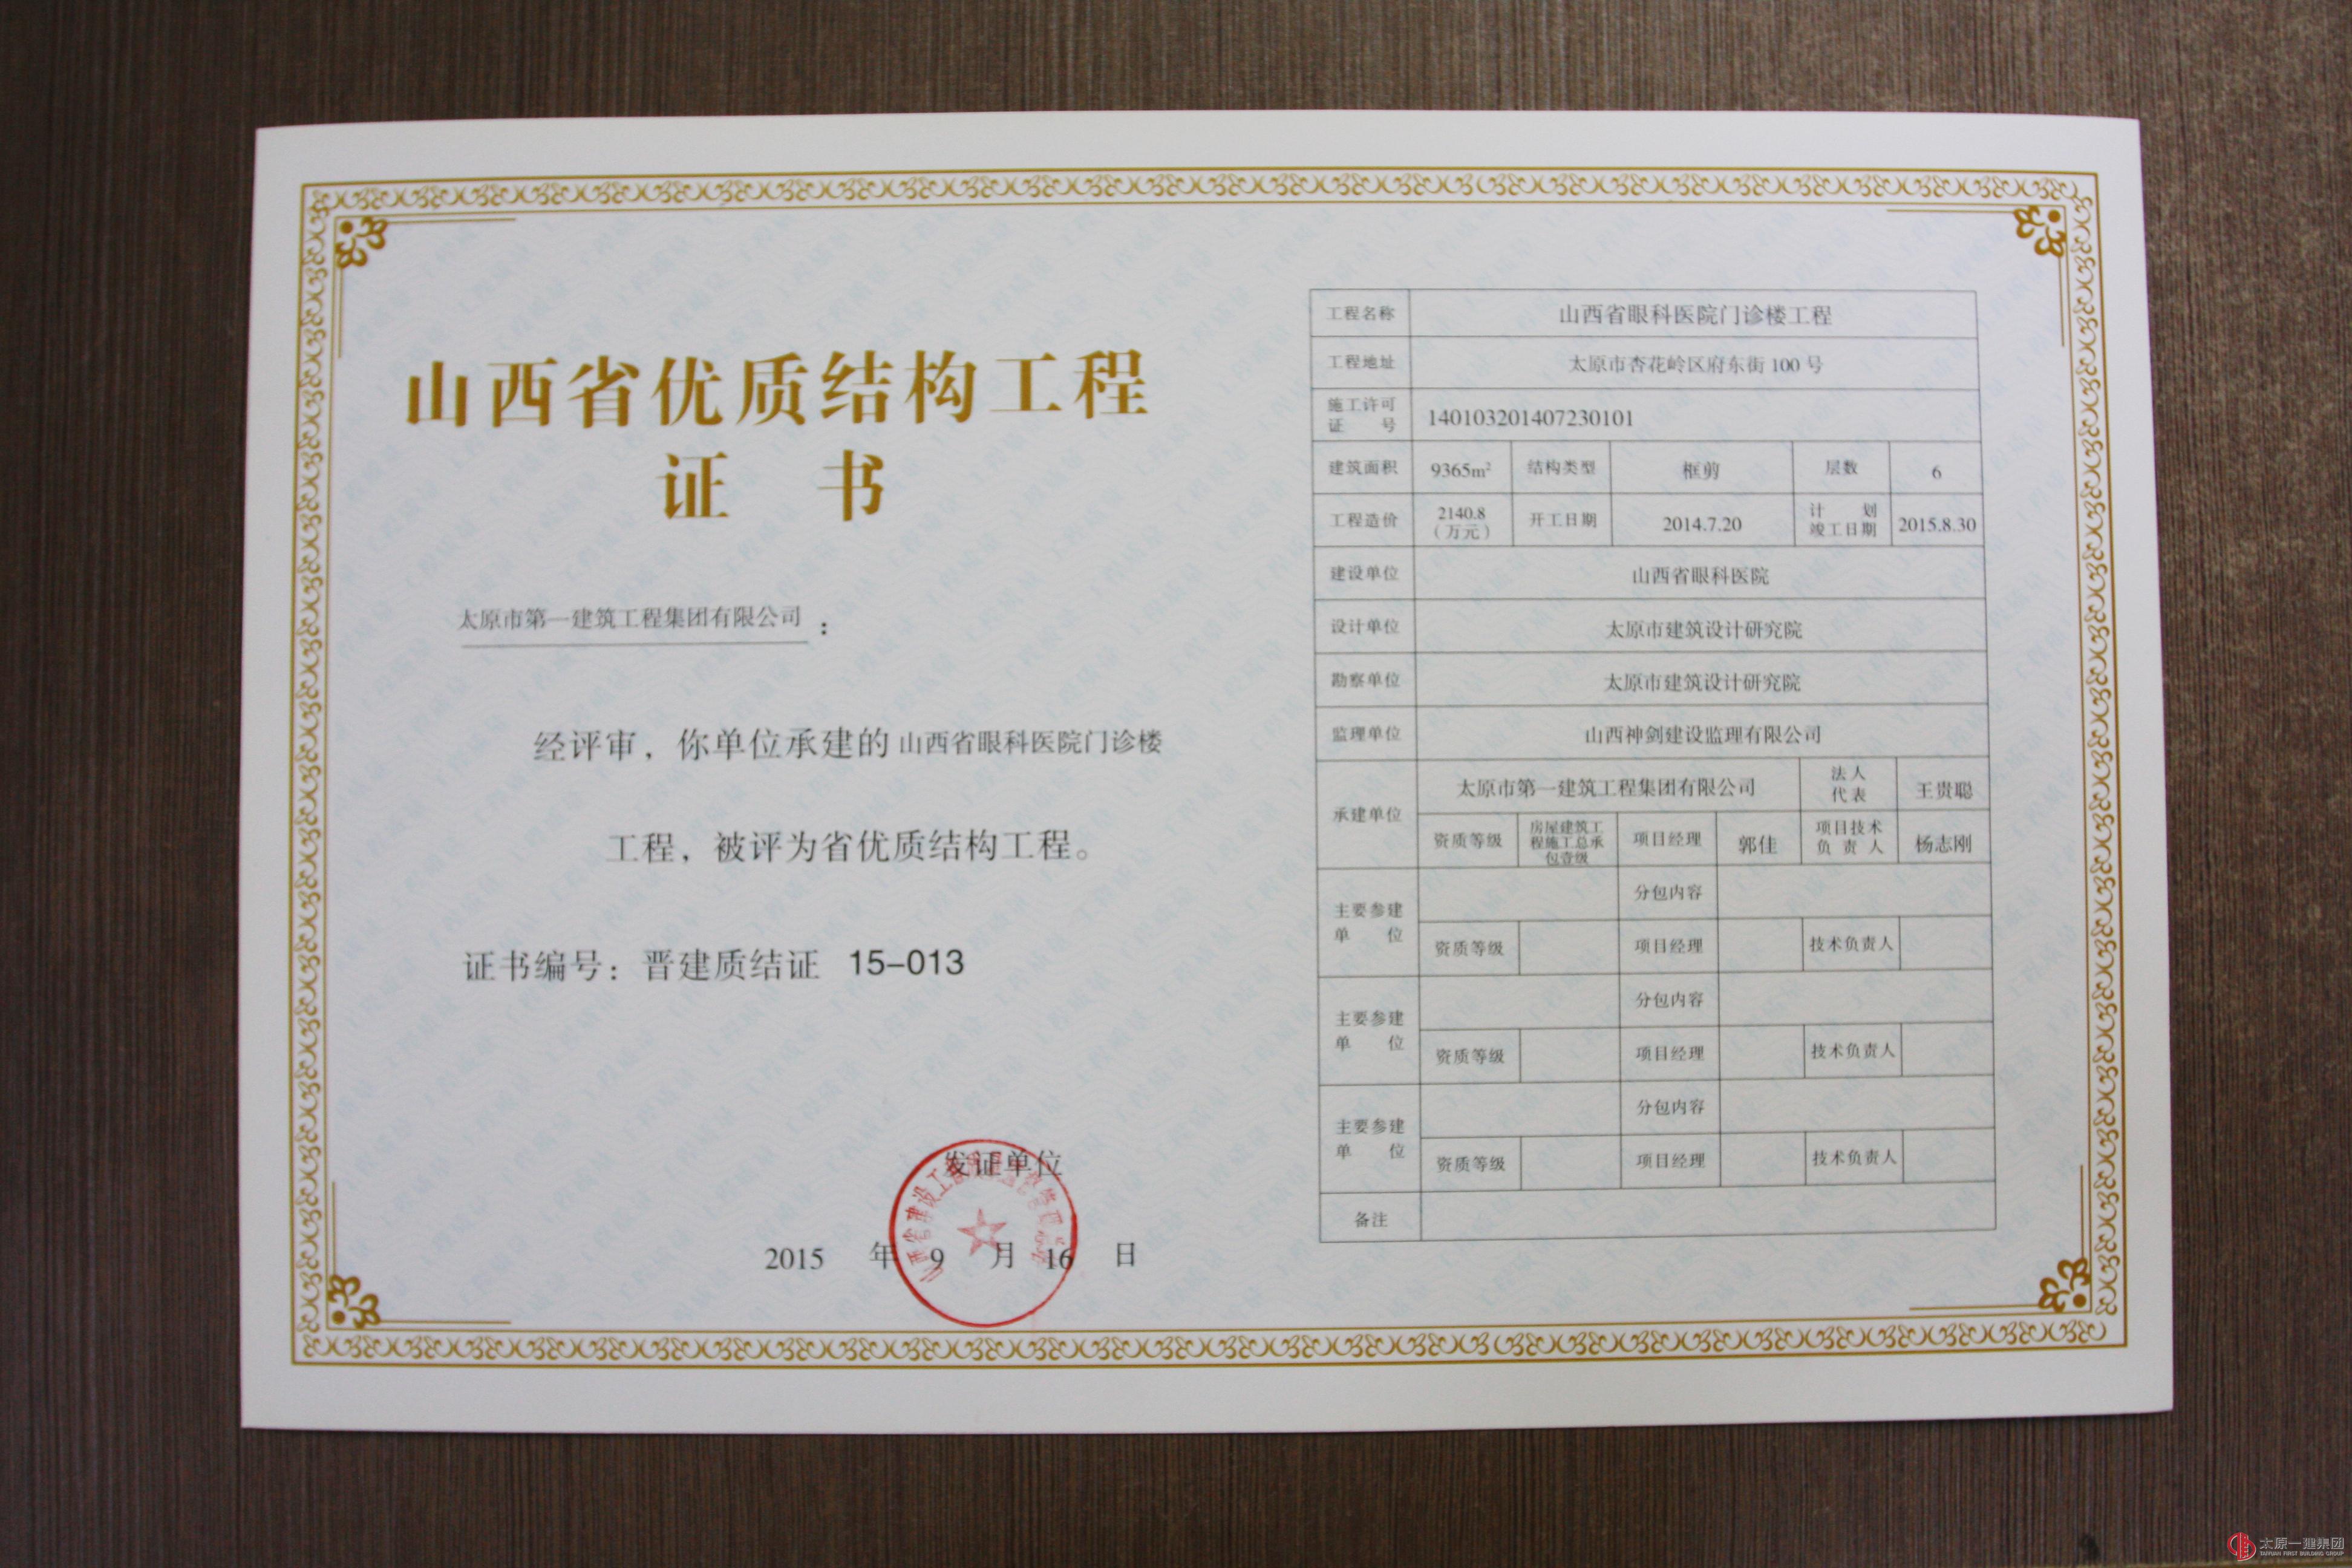 山西省优质结构工程
证 书
太原市第一建筑工程集团有限公司：
经评审，你单位承建的 山西省眼科医院门诊楼
工程，被评为省优质结构工程。
证书编号：晋建质结证 15-013
发证单位
2015 年 9 月 16 日
工程名称 山西省眼科医院门诊楼工程
工程地址 太原市杏花岭区府东街 100 号
施工许可
证 号 140103201407230101
建筑面积 9365m² 结构类型 框剪 层数 6
工程造价 2140.8
（万元） 开工日期 2014.7.20 计 划
竣工日期 2015.8.30
建设单位 山西省眼科医院
设计单位 太原市建筑设计研究院
勘察单位 太原市建筑设计研究院
监理单位 山西神剑建设监理有限公司
承建单位 太原市第一建筑工程集团有限公司 法人
代表 王贵聪
资质等级 房屋建筑工
程施工总承
包壹级 项目经理 郭佳 项目技术
负 责 人 杨志刚
主要参建
单 位 分包内容
资质等级 项目经理 技术负责人
主要参建
单 位 分包内容
资质等级 项目经理 技术负责人
主要参建
单 位 分包内容
资质等级 项目经理 技术负责人
备注
太原一建集团
TAIYUAN FIRST BUILDING GROUP